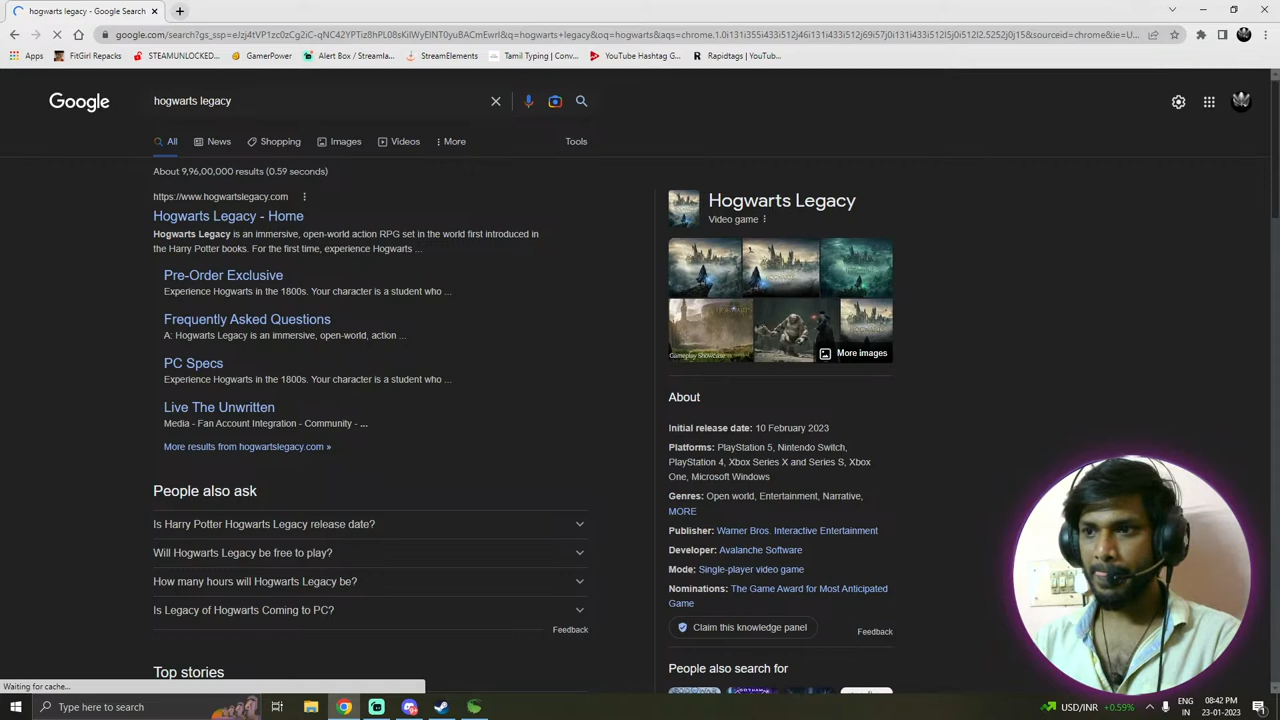 hogwarts legacy - Google Search
google.com/search?gs_ssp=eJzj4tVP1zc0zCg2iC-qNC42YPTiz8hPL08sKilWyElNT0yuBACmEwrI&q=hogwarts+legacy&oq=hogwarts&aqs=chrome.1.0i131i355i433i512j46i131i433i512j69i57j0i131i433i512l5j0i512l2.5252j0j15&sourceid=chrome&ie=U...
Apps
FitGirl Repacks
STEAMUNLOCKED...
GamerPower
Alert Box / Streamla...
StreamElements
Tamil Typing | Conv...
YouTube Hashtag G...
Rapidtags | YouTub...
Google
hogwarts legacy
All
News
Shopping
Images
Videos
More
Tools
About 9,96,00,000 results (0.59 seconds)
https://www.hogwartslegacy.com
Hogwarts Legacy - Home
Hogwarts Legacy is an immersive, open-world action RPG set in the world first introduced in
the Harry Potter books. For the first time, experience Hogwarts ...
Pre-Order Exclusive
Experience Hogwarts in the 1800s. Your character is a student who ...
Frequently Asked Questions
A: Hogwarts Legacy is an immersive, open-world, action ...
PC Specs
Experience Hogwarts in the 1800s. Your character is a student who ...
Live The Unwritten
Media - Fan Account Integration - Community - ...
More results from hogwartslegacy.com »
People also ask
Is Harry Potter Hogwarts Legacy release date?
Will Hogwarts Legacy be free to play?
How many hours will Hogwarts Legacy be?
Is Legacy of Hogwarts Coming to PC?
Feedback
Top stories
Hogwarts Legacy
Video game
Gameplay Showcase
More images
About
Initial release date: 10 February 2023
Platforms: PlayStation 5, Nintendo Switch,
PlayStation 4, Xbox Series X and Series S, Xbox
One, Microsoft Windows
Genres: Open world, Entertainment, Narrative,
MORE
Publisher: Warner Bros. Interactive Entertainment
Developer: Avalanche Software
Mode: Single-player video game
Nominations: The Game Award for Most Anticipated
Game
Claim this knowledge panel
Feedback
People also search for
Waiting for cache...
Type here to search
USD/INR +0.59%
ENG
IN
08:42 PM
23-01-2023